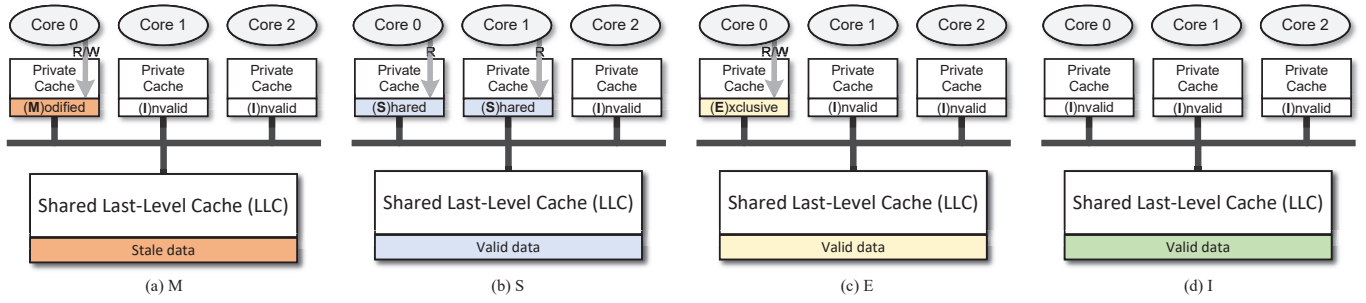 Core 0
Core 1
Core 2
R/W
Private
Cache
Private
Cache
Private
Cache
(M)odified
(I)nvalid
(I)nvalid
Shared Last-Level Cache (LLC)
Stale data
(a) M
Core 0
Core 1
Core 2
R
R
Private
Cache
Private
Cache
Private
Cache
(S)hared
(S)hared
(I)nvalid
Shared Last-Level Cache (LLC)
Valid data
(b) S
Core 0
Core 1
Core 2
R/W
Private
Cache
Private
Cache
Private
Cache
(E)xclusive
(I)nvalid
(I)nvalid
Shared Last-Level Cache (LLC)
Valid data
(c) E
Core 0
Core 1
Core 2
Private
Cache
Private
Cache
Private
Cache
(I)nvalid
(I)nvalid
(I)nvalid
Shared Last-Level Cache (LLC)
Valid data
(d) I